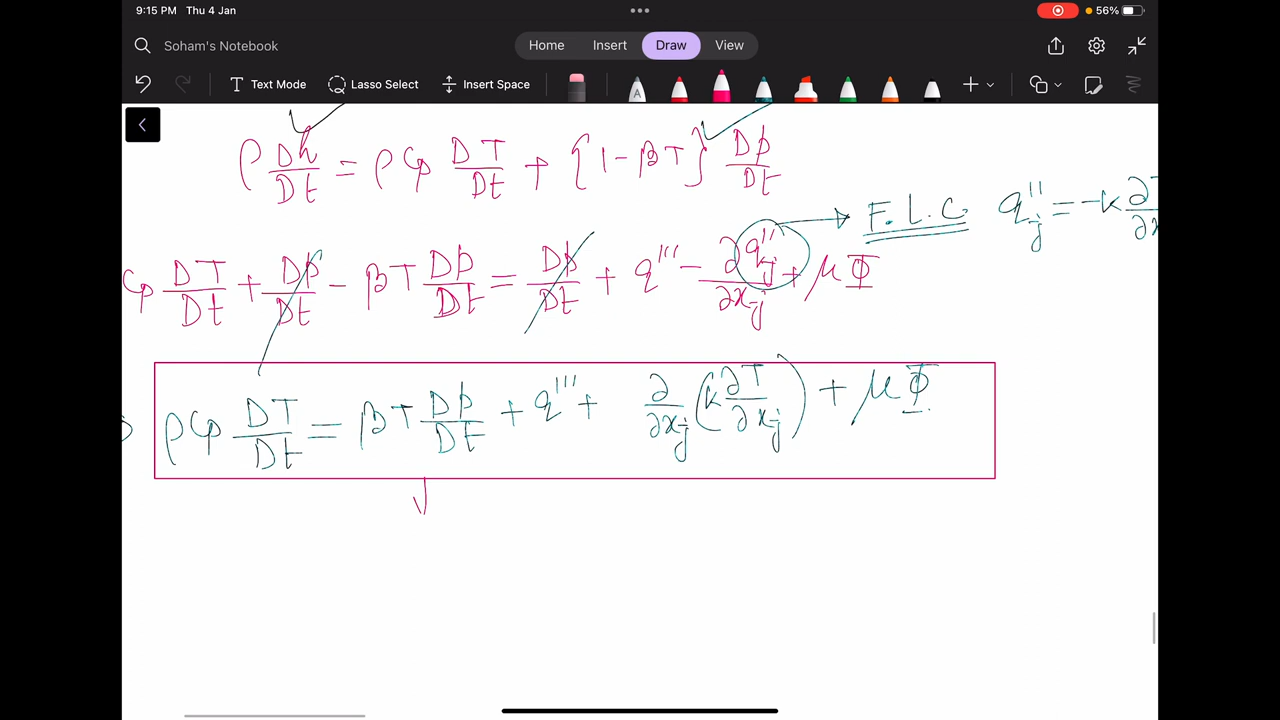 9:15 PM Thu 4 Jan
56%
Soham's Notebook
Home Insert Draw View
Text Mode Lasso Select Insert Space
A
ρ Dh/Dt = ρ Cp DT/Dt + {1 - βT} Dp/Dt
F.L.C. q''j = -k ∂T/∂x
Cp DT/Dt + Dp/Dt - βT Dp/Dt = Dp/Dt + q''' - ∂q''j/∂xj + μΦ
ρ Cp DT/Dt = βT Dp/Dt + q''' + ∂/∂xj (k ∂T/∂xj) + μΦ